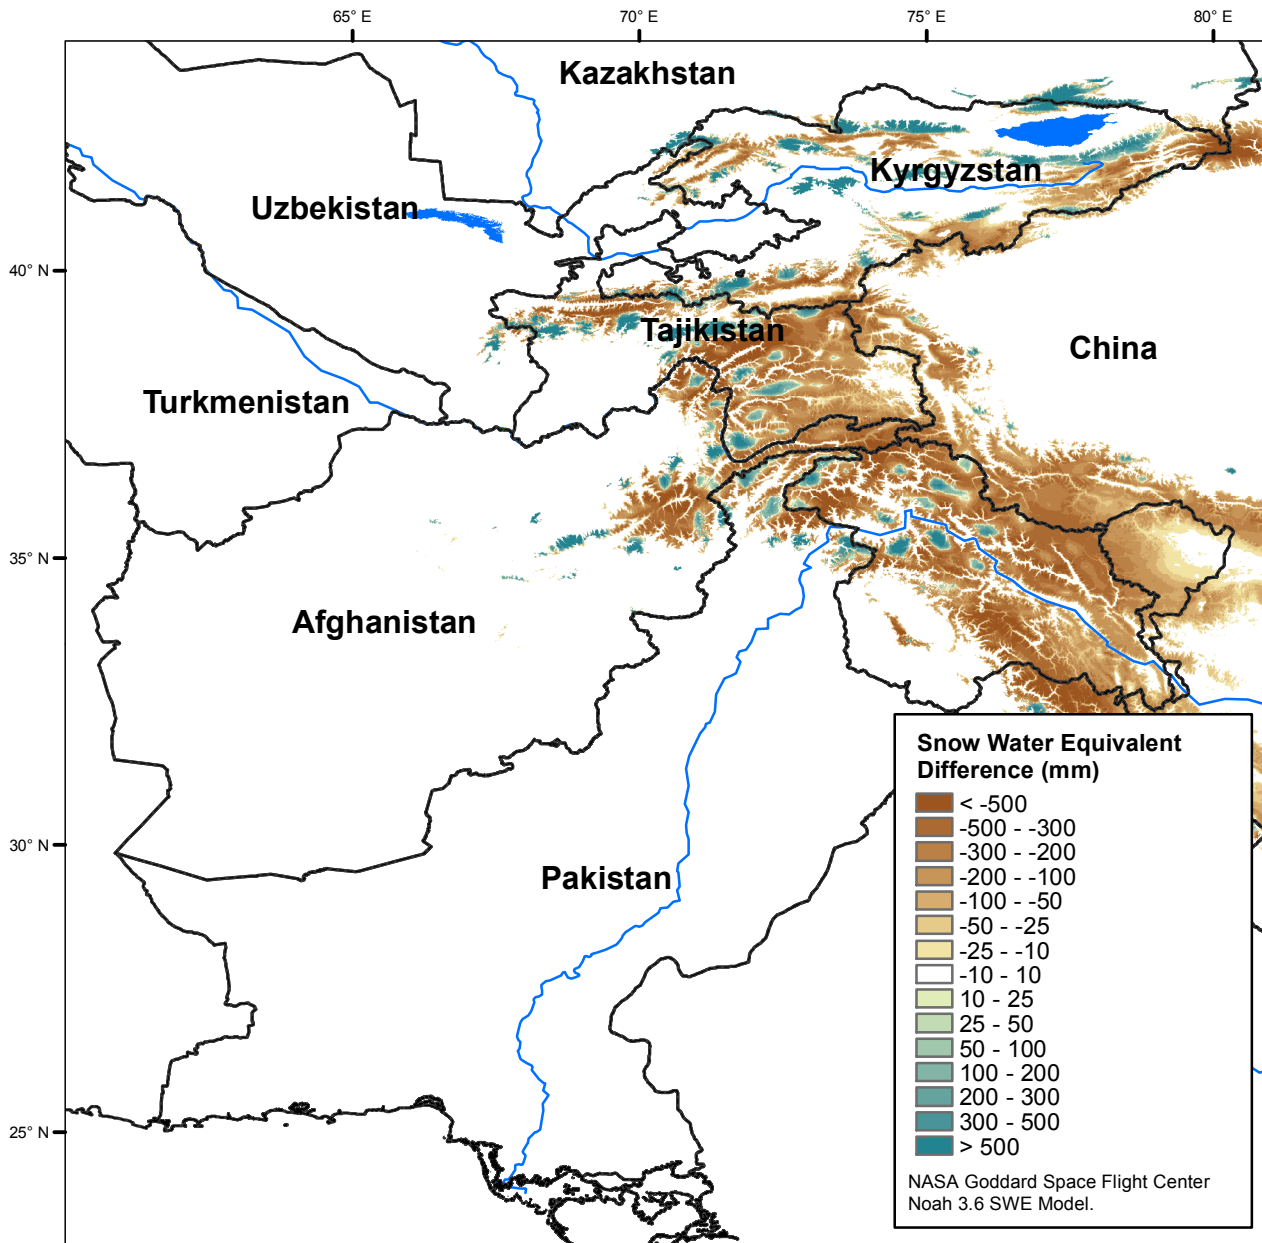 65° E
70° E
75° E
80° E
Kazakhstan
Kyrgyzstan
Uzbekistan
40° N
Tajikistan
China
Turkmenistan
35° N
Afghanistan
30° N
Pakistan
25° N
Snow Water Equivalent
Difference (mm)
< -500
-500 - -300
-300 - -200
-200 - -100
-100 - -50
-50 - -25
-25 - -10
-10 - 10
10 - 25
25 - 50
50 - 100
100 - 200
200 - 300
300 - 500
> 500
NASA Goddard Space Flight Center
Noah 3.6 SWE Model.